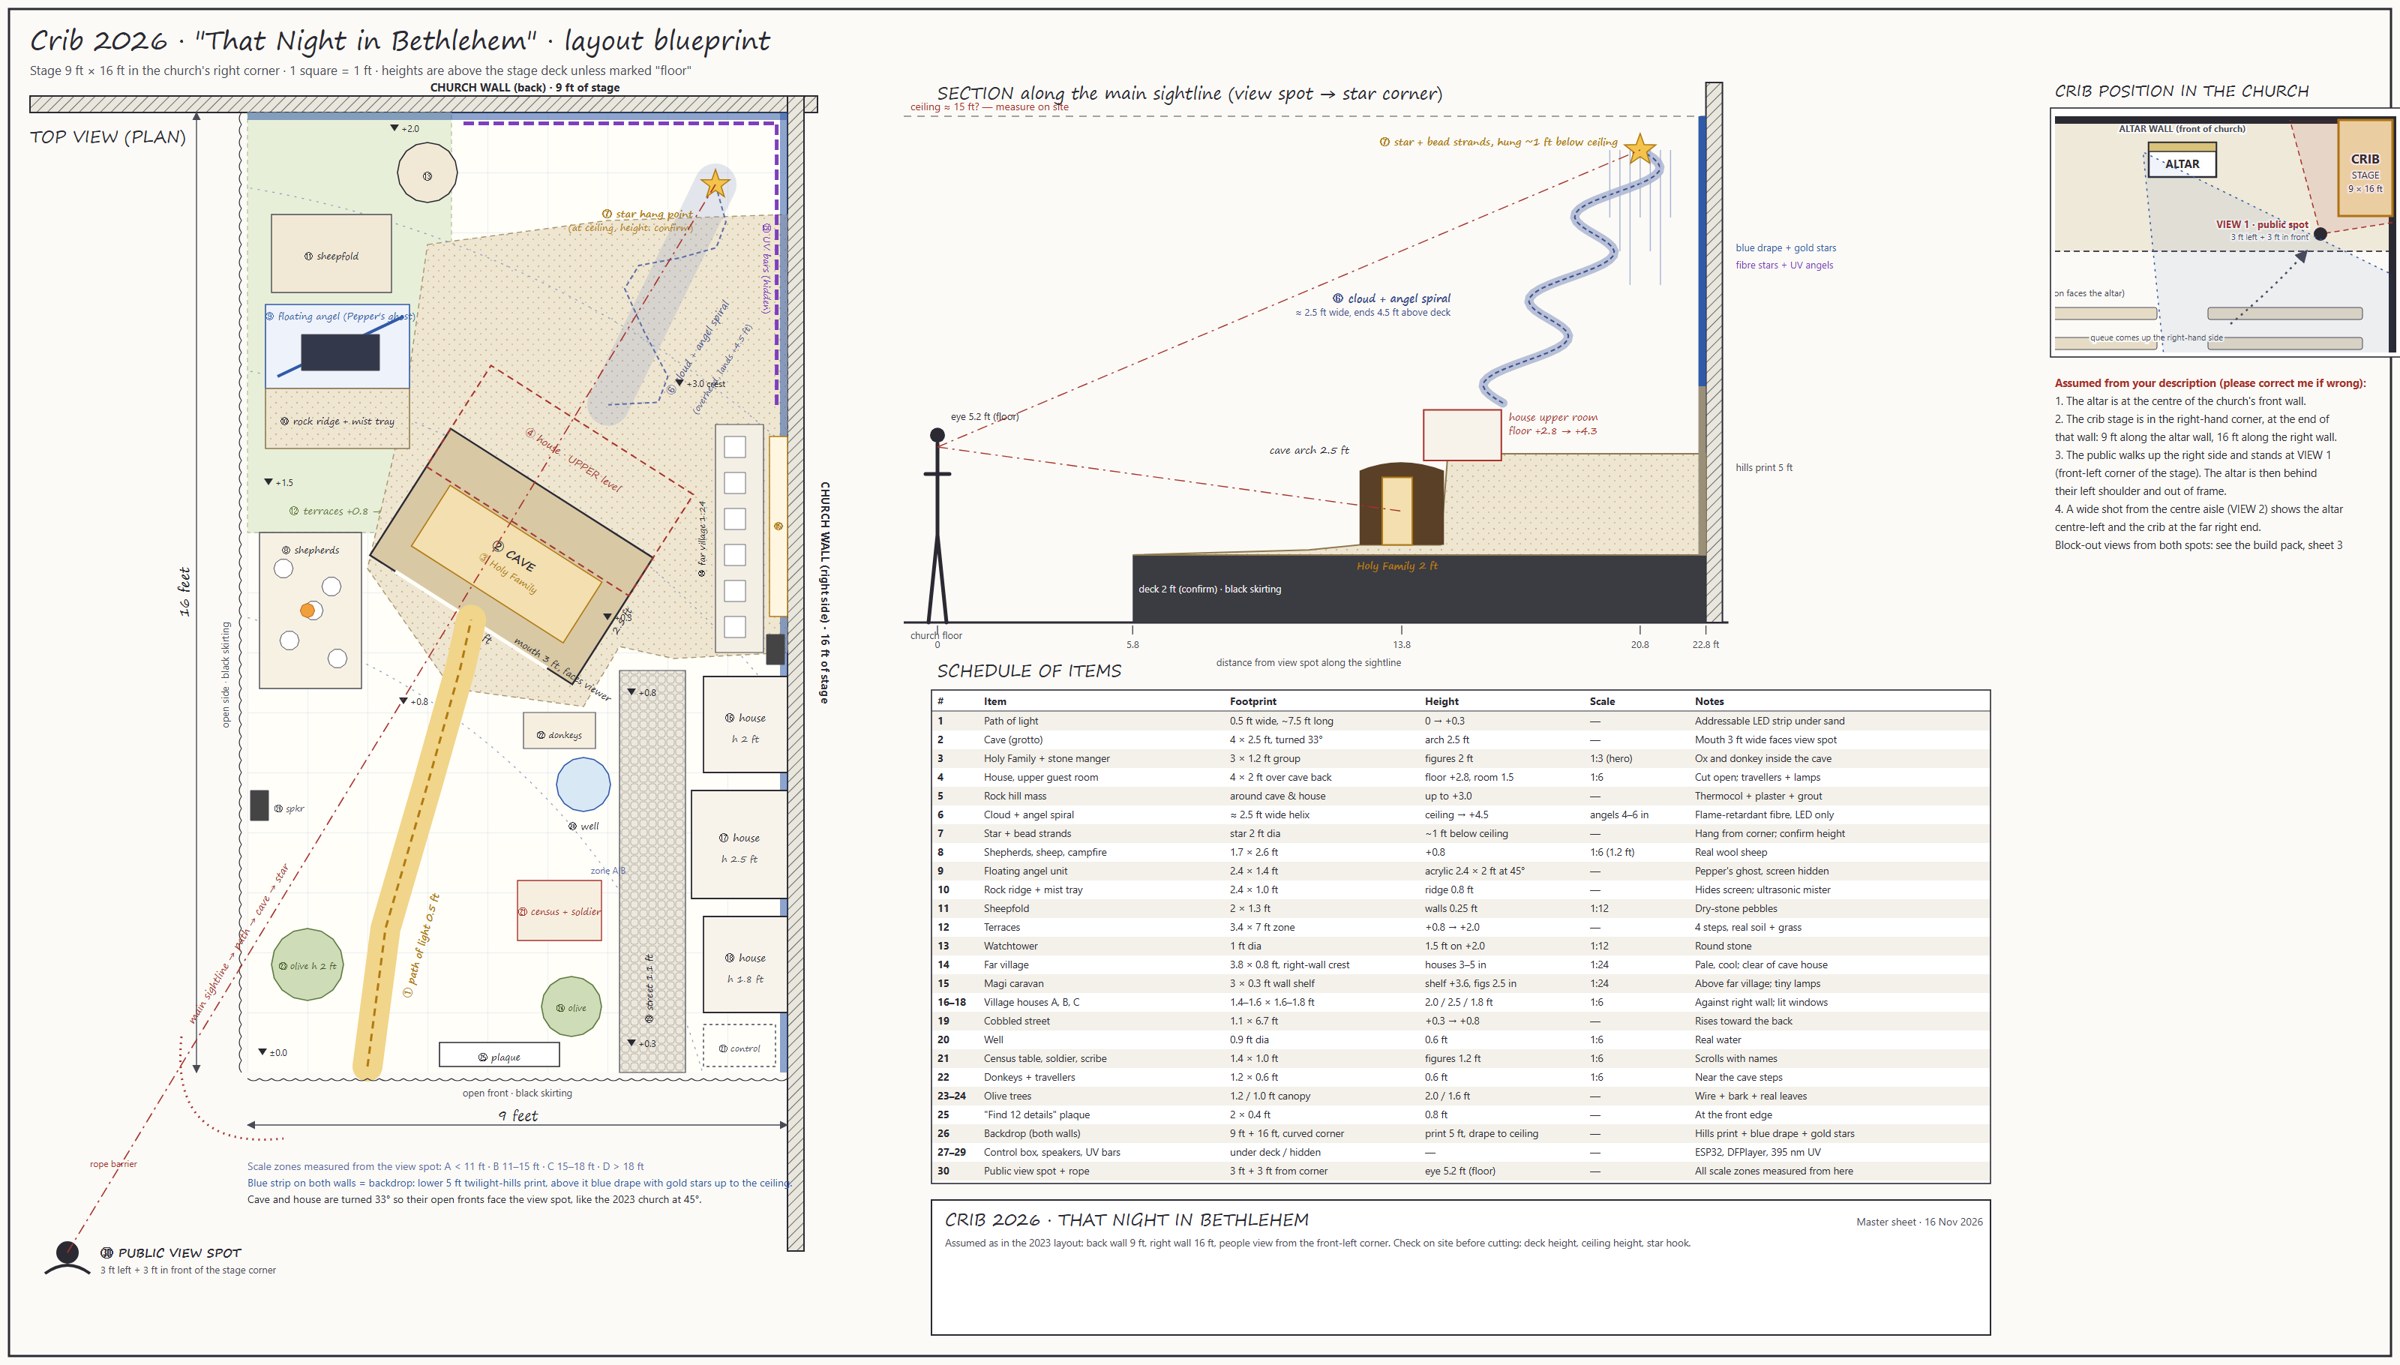 Crib 2026 · "That Night in Bethlehem" · layout blueprint
Stage 9 ft × 16 ft in the church's right corner · 1 square = 1 ft · heights are above the stage deck unless marked "floor"
CHURCH WALL (back) · 9 ft of stage
TOP VIEW (PLAN)
+2.0
⑬
⑦ star hang point
(at ceiling, height: confirm)
⑪ sheepfold
㉙ UV bars (hidden)
⑨ floating angel (Pepper's ghost)
⑥ cloud + angel spiral
(overhead, lands +4.5 ft)
+3.0 crest
⑩ rock ridge + mist tray
④ house · UPPER level
+1.5
⑫ terraces +0.8 →
⑭ far village 1:24
⑮
⑧ shepherds
② CAVE
③ Holy Family
16 feet
CHURCH WALL (right side) · 16 ft of stage
open side · black skirting
+0.3
2.5 ft
ft
mouth 3 ft, faces viewer
+0.8
+0.8
⑯ house
h 2 ft
㉒ donkeys
㉘ spkr
⑳ well
⑰ house
h 2.5 ft
zone A|B
㉑ census + soldier
main sightline → path → cave → star
① path of light 0.5 ft
㉓ olive h 2 ft
⑱ house
h 1.8 ft
⑲ street 1.1 ft
㉔ olive
±0.0
㉕ plaque
+0.3
㉗ control
open front · black skirting
9 feet
rope barrier
Scale zones measured from the view spot: A < 11 ft · B 11–15 ft · C 15–18 ft · D > 18 ft
Blue strip on both walls = backdrop: lower 5 ft twilight-hills print, above it blue drape with gold stars up to the ceiling.
Cave and house are turned 33° so their open fronts face the view spot, like the 2023 church at 45°.
㉚ PUBLIC VIEW SPOT
3 ft left + 3 ft in front of the stage corner
SECTION along the main sightline (view spot → star corner)
ceiling ≈ 15 ft? — measure on site
⑦ star + bead strands, hung ~1 ft below ceiling
blue drape + gold stars
fibre stars + UV angels
⑥ cloud + angel spiral
≈ 2.5 ft wide, ends 4.5 ft above deck
eye 5.2 ft (floor)
house upper room
floor +2.8 → +4.3
cave arch 2.5 ft
hills print 5 ft
Holy Family 2 ft
deck 2 ft (confirm) · black skirting
church floor
0 5.8 13.8 20.8 22.8 ft
distance from view spot along the sightline
SCHEDULE OF ITEMS
# Item Footprint Height Scale Notes
1 Path of light 0.5 ft wide, ~7.5 ft long 0 → +0.3 — Addressable LED strip under sand
2 Cave (grotto) 4 × 2.5 ft, turned 33° arch 2.5 ft — Mouth 3 ft wide faces view spot
3 Holy Family + stone manger 3 × 1.2 ft group figures 2 ft 1:3 (hero) Ox and donkey inside the cave
4 House, upper guest room 4 × 2 ft over cave back floor +2.8, room 1.5 1:6 Cut open; travellers + lamps
5 Rock hill mass around cave & house up to +3.0 — Thermocol + plaster + grout
6 Cloud + angel spiral ≈ 2.5 ft wide helix ceiling → +4.5 angels 4–6 in Flame-retardant fibre, LED only
7 Star + bead strands star 2 ft dia ~1 ft below ceiling — Hang from corner; confirm height
8 Shepherds, sheep, campfire 1.7 × 2.6 ft +0.8 1:6 (1.2 ft) Real wool sheep
9 Floating angel unit 2.4 × 1.4 ft acrylic 2.4 × 2 ft at 45° — Pepper's ghost, screen hidden
10 Rock ridge + mist tray 2.4 × 1.0 ft ridge 0.8 ft — Hides screen; ultrasonic mister
11 Sheepfold 2 × 1.3 ft walls 0.25 ft 1:12 Dry-stone pebbles
12 Terraces 3.4 × 7 ft zone +0.8 → +2.0 — 4 steps, real soil + grass
13 Watchtower 1 ft dia 1.5 ft on +2.0 1:12 Round stone
14 Far village 3.8 × 0.8 ft, right-wall crest houses 3–5 in 1:24 Pale, cool; clear of cave house
15 Magi caravan 3 × 0.3 ft wall shelf shelf +3.6, figs 2.5 in 1:24 Above far village; tiny lamps
16–18 Village houses A, B, C 1.4–1.6 × 1.6–1.8 ft 2.0 / 2.5 / 1.8 ft 1:6 Against right wall; lit windows
19 Cobbled street 1.1 × 6.7 ft +0.3 → +0.8 — Rises toward the back
20 Well 0.9 ft dia 0.6 ft 1:6 Real water
21 Census table, soldier, scribe 1.4 × 1.0 ft figures 1.2 ft 1:6 Scrolls with names
22 Donkeys + travellers 1.2 × 0.6 ft 0.6 ft 1:6 Near the cave steps
23–24 Olive trees 1.2 / 1.0 ft canopy 2.0 / 1.6 ft — Wire + bark + real leaves
25 "Find 12 details" plaque 2 × 0.4 ft 0.8 ft — At the front edge
26 Backdrop (both walls) 9 ft + 16 ft, curved corner print 5 ft, drape to ceiling — Hills print + blue drape + gold stars
27–29 Control box, speakers, UV bars under deck / hidden — — ESP32, DFPlayer, 395 nm UV
30 Public view spot + rope 3 ft + 3 ft from corner eye 5.2 ft (floor) — All scale zones measured from here
CRIB 2026 · THAT NIGHT IN BETHLEHEM
Master sheet · 16 Nov 2026
Assumed as in the 2023 layout: back wall 9 ft, right wall 16 ft, people view from the front-left corner. Check on site before cutting: deck height, ceiling height, star hook.
CRIB POSITION IN THE CHURCH
ALTAR WALL (front of church)
ALTAR
CRIB
STAGE
9 × 16 ft
VIEW 1 · public spot
3 ft left + 3 ft in front
on faces the altar)
queue comes up the right-hand side
Assumed from your description (please correct me if wrong):
1. The altar is at the centre of the church's front wall.
2. The crib stage is in the right-hand corner, at the end of
that wall: 9 ft along the altar wall, 16 ft along the right wall.
3. The public walks up the right side and stands at VIEW 1
(front-left corner of the stage). The altar is then behind
their left shoulder and out of frame.
4. A wide shot from the centre aisle (VIEW 2) shows the altar
centre-left and the crib at the far right end.
Block-out views from both spots: see the build pack, sheet 3